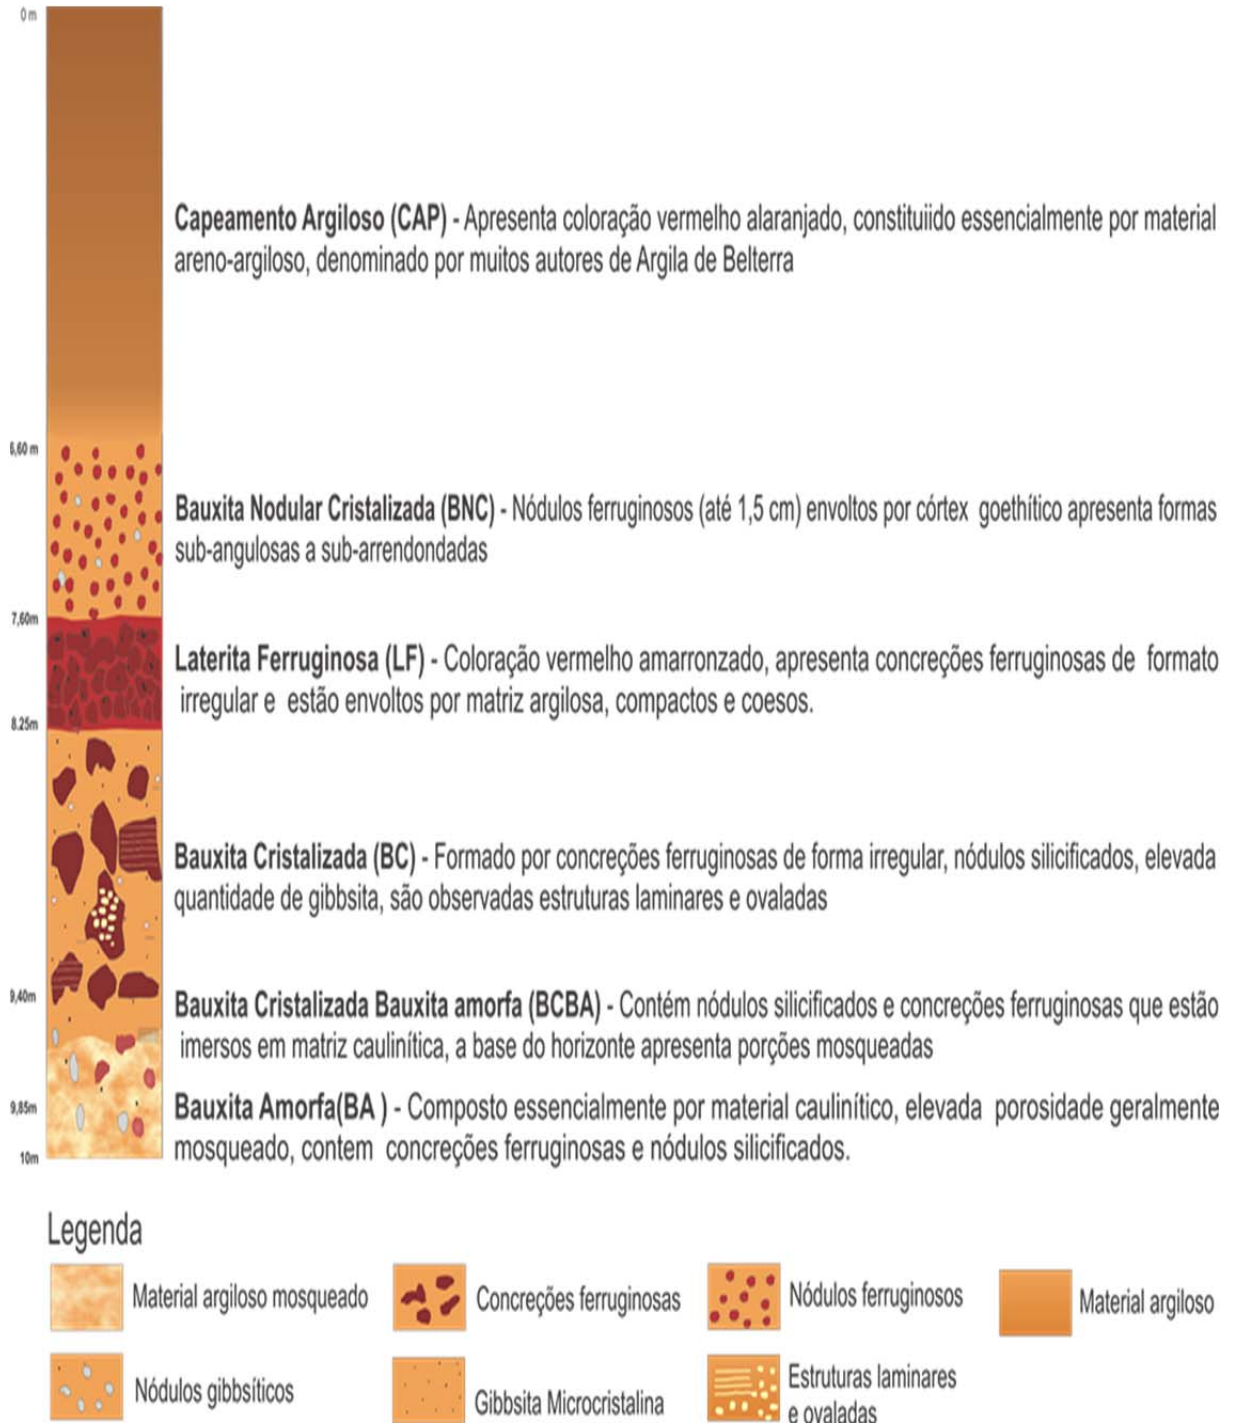 0 m
Capeamento Argiloso (CAP) - Apresenta coloração vermelho alaranjado, constituiido essencialmente por material
areno-argiloso, denominado por muitos autores de Argila de Belterra
6,60 m
Bauxita Nodular Cristalizada (BNC) - Nódulos ferruginosos (até 1,5 cm) envoltos por córtex goethítico apresenta formas
sub-angulosas a sub-arrendondadas
7,60m
Laterita Ferruginosa (LF) - Coloração vermelho amarronzado, apresenta concreções ferruginosas de formato
irregular e estão envoltos por matriz argilosa, compactos e coesos.
8.25m
Bauxita Cristalizada (BC) - Formado por concreções ferruginosas de forma irregular, nódulos silicificados, elevada
quantidade de gibbsita, são observadas estruturas laminares e ovaladas
9,40m
Bauxita Cristalizada Bauxita amorfa (BCBA) - Contém nódulos silicificados e concreções ferruginosas que estão
imersos em matriz caulinítica, a base do horizonte apresenta porções mosqueadas
9,85m
Bauxita Amorfa(BA ) - Composto essencialmente por material caulinítico, elevada porosidade geralmente
mosqueado, contem concreções ferruginosas e nódulos silicificados.
10m
Legenda
Material argiloso mosqueado
Concreções ferruginosas
Nódulos ferruginosos
Material argiloso
Nódulos gibbsíticos
Gibbsita Microcristalina
Estruturas laminares
e ovaladas